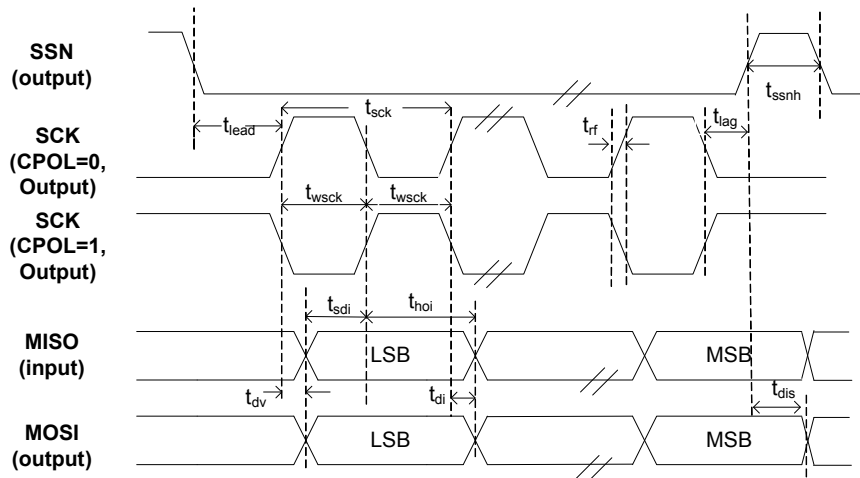 SSN
(output)
t_ssnh
t_sck
t_lead
t_rf
t_lag
SCK
(CPOL=0,
Output)
t_wsck
t_wsck
SCK
(CPOL=1,
Output)
t_sdi
t_hoi
MISO
(input)
LSB
MSB
t_dv
t_di
t_dis
MOSI
(output)
LSB
MSB